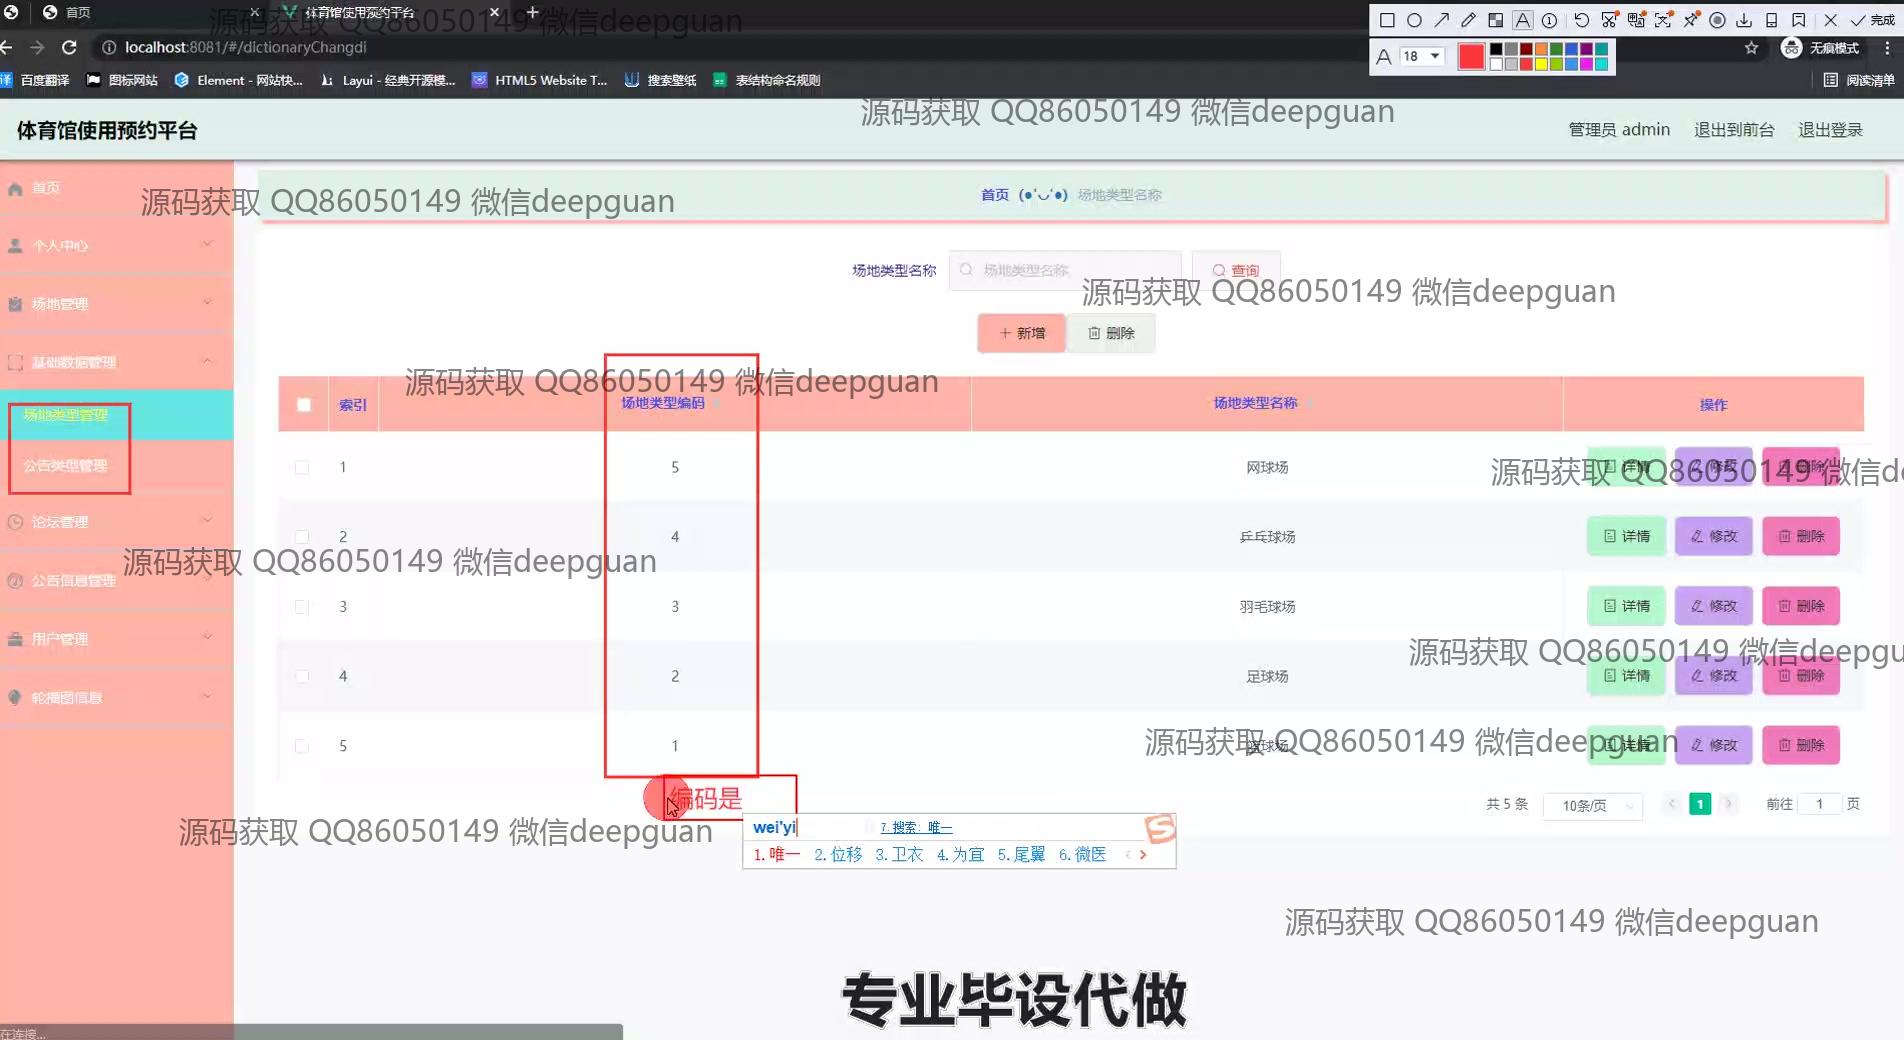 首页
体育馆使用预约平台
源码获取 QQ86050149 微信deepguan
完成
localhost:8081/#/dictionaryChangdi
A 18
无痕模式
译 百度翻译
图标网站
Element - 网站快...
Layui - 经典开源模...
HTML5 Website T...
搜索壁纸
表结构命名规则
阅读清单
源码获取 QQ86050149 微信deepguan
体育馆使用预约平台
管理员 admin
退出到前台
退出登录
首页
源码获取 QQ86050149 微信deepguan
首页 (●'◡'●) 场地类型名称
个人中心
场地类型名称
场地类型名称
查询
源码获取 QQ86050149 微信deepguan
场地管理
新增
删除
基础数据管理
源码获取 QQ86050149 微信deepguan
索引
场地类型编码
场地类型名称
操作
场地类型管理
公告类型管理
1 5 网球场 详情 修改 删除
源码获取 QQ86050149 微信de
论坛管理
2 4 乒乓球场 详情 修改 删除
源码获取 QQ86050149 微信deepguan
公告信息管理
3 3 羽毛球场 详情 修改 删除
用户管理
源码获取 QQ86050149 微信deepgu
4 2 足球场 详情 修改 删除
轮播图信息
5 1 篮球场 详情 修改 删除
源码获取 QQ86050149 微信deepguan
编码是
共 5 条
10条/页
1
前往 1 页
wei'yi
7.搜索: 唯一
1.唯一 2.位移 3.卫衣 4.为宜 5.尾翼 6.微医
源码获取 QQ86050149 微信deepguan
源码获取 QQ86050149 微信deepguan
专业毕设代做
在连接...